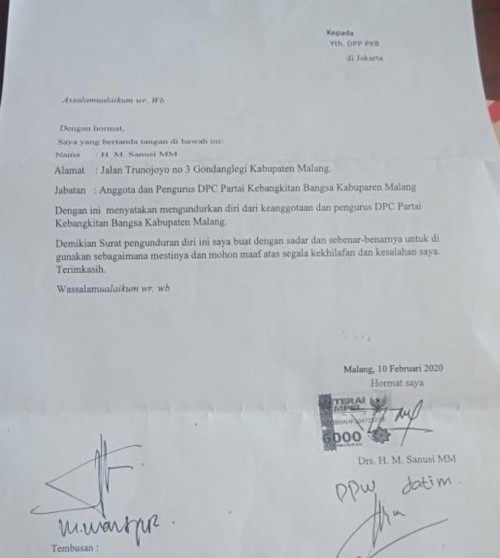 Kepada
Yth. DPP PKB
di Jakarta
Assalamualaikum wr. Wb
Dengan hormat,
Saya yang bertanda tangan di bawah ini:
Nama : H. M. Sanusi MM
Alamat : Jalan Trunojoyo no 3 Gondanglegi Kabupaten Malang.
Jabatan : Anggota dan Pengurus DPC Partai Kebangkitan Bangsa Kabuparen Malang
Dengan ini menyatakan mengundurkan diri dari keanggotaan dan pengurus DPC Partai
Kebangkitan Bangsa Kabupaten Malang.
Demikian Surat pengunduran diri ini saya buat dengan sadar dan sebenar-benarnya untuk di
gunakan sebagaimana mestinya dan mohon maaf atas segala kekhilafan dan kesalahan saya.
Terimkasih.
Wassalamualaikum wr. wb
Malang, 10 Februari 2020
Hormat saya
TERAI
MPEL
6000
Drs. H. M. Sanusi MM
DPW Jatim.
Tembusan :